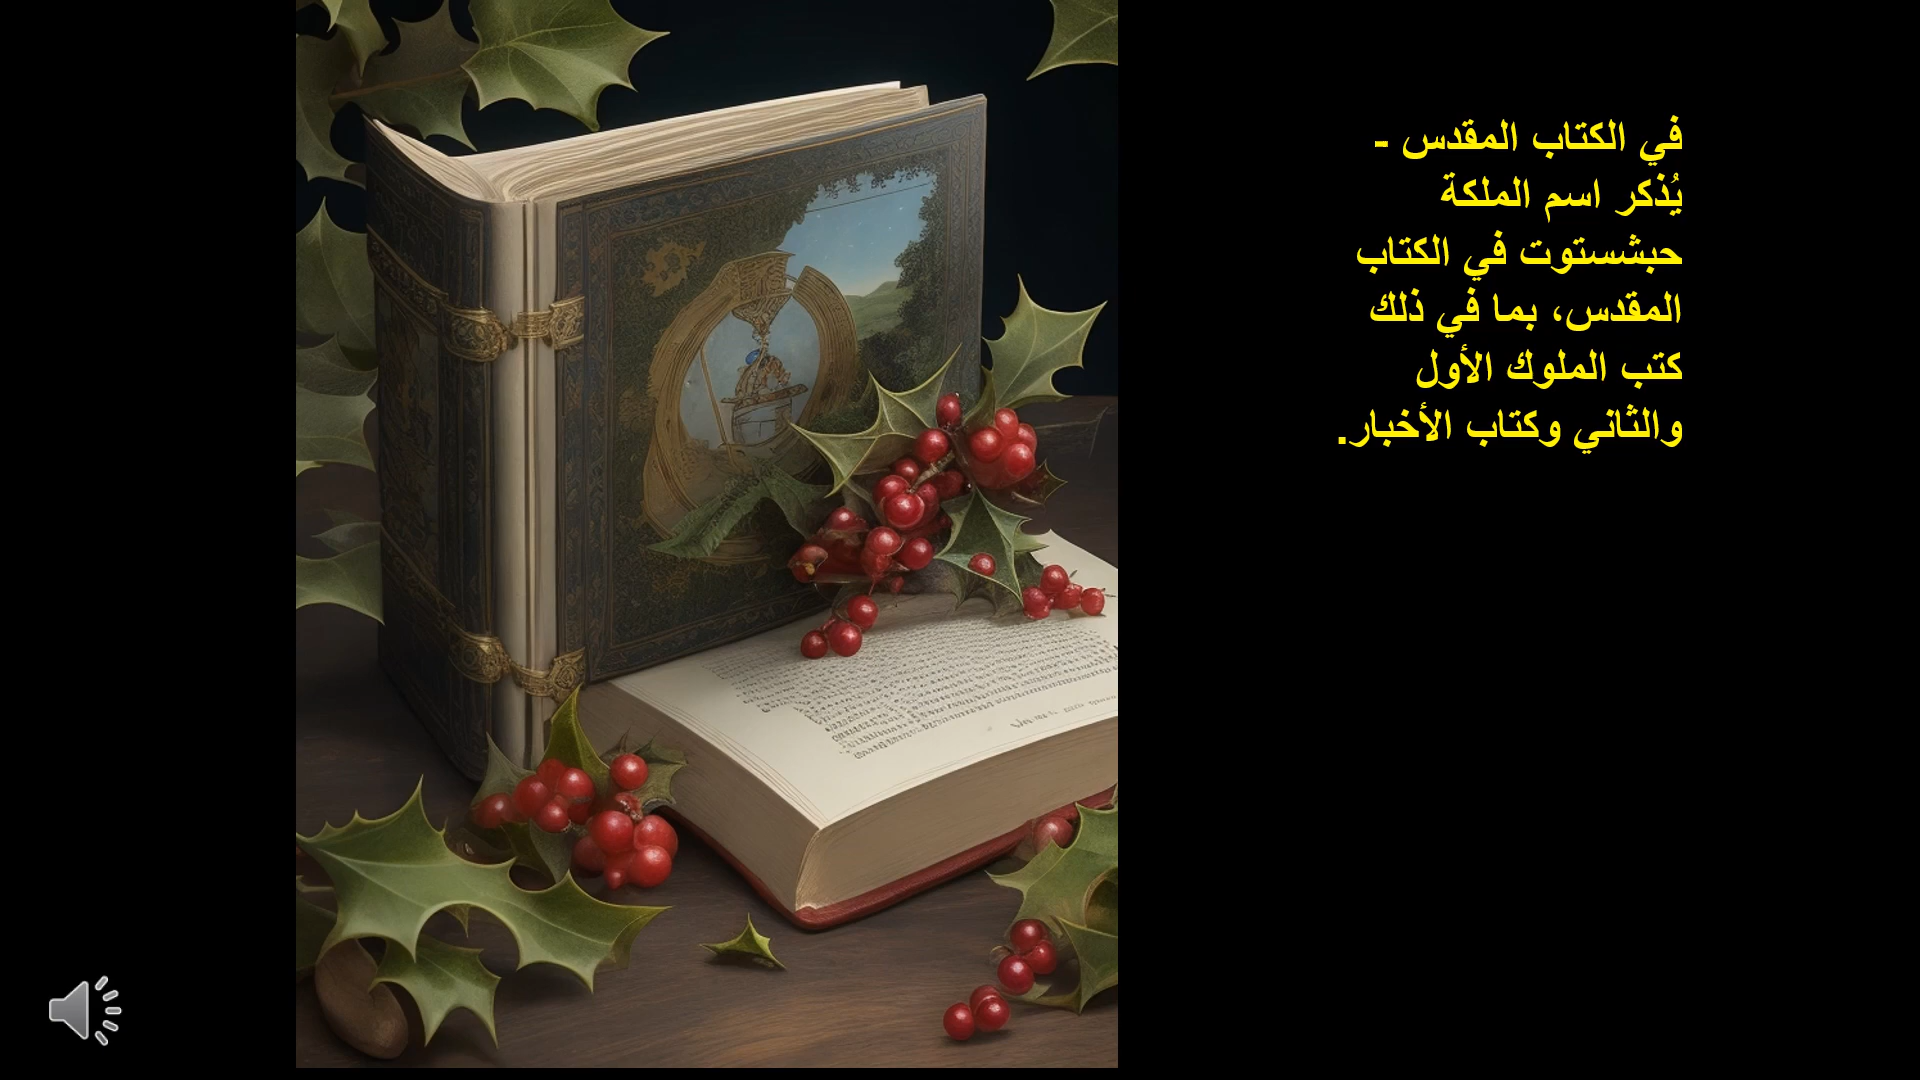 في الكتاب المقدس -
يُذكر اسم الملكة
حبشستوت في الكتاب
المقدس، بما في ذلك
كتب الملوك الأول
والثاني وكتاب الأخبار.